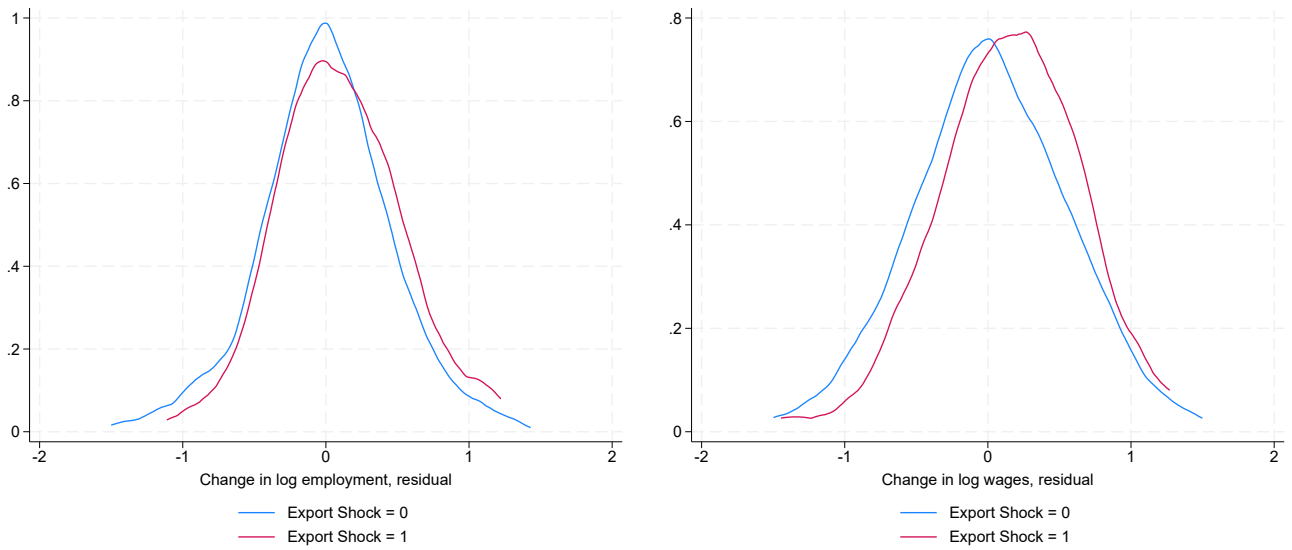 1
.8
.6
.4
.2
0
-2 -1 0 1 2
Change in log employment, residual
Export Shock = 0
Export Shock = 1
.8
.6
.4
.2
0
-2 -1 0 1 2
Change in log wages, residual
Export Shock = 0
Export Shock = 1